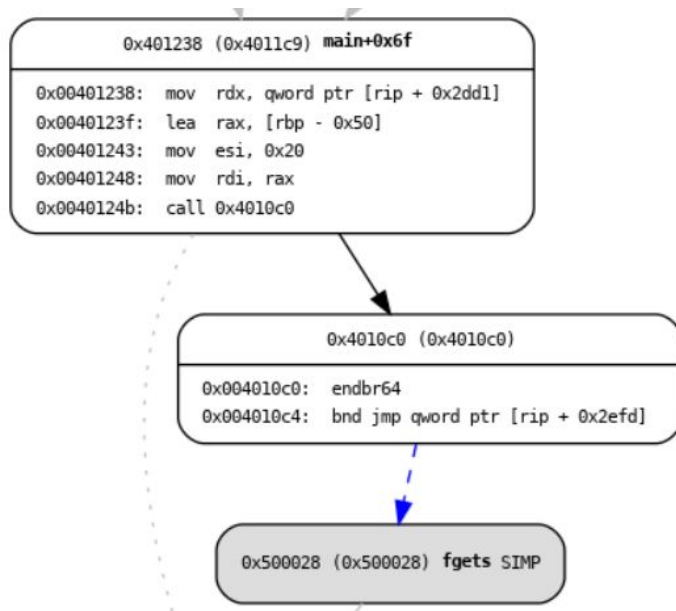 0x401238 (0x4011c9) main+0x6f
0x00401238: mov rdx, qword ptr [rip + 0x2dd1]
0x0040123f: lea rax, [rbp - 0x50]
0x00401243: mov esi, 0x20
0x00401248: mov rdi, rax
0x0040124b: call 0x4010c0
0x4010c0 (0x4010c0)
0x004010c0: endbr64
0x004010c4: bnd jmp qword ptr [rip + 0x2efd]
0x500028 (0x500028) fgets SIMP